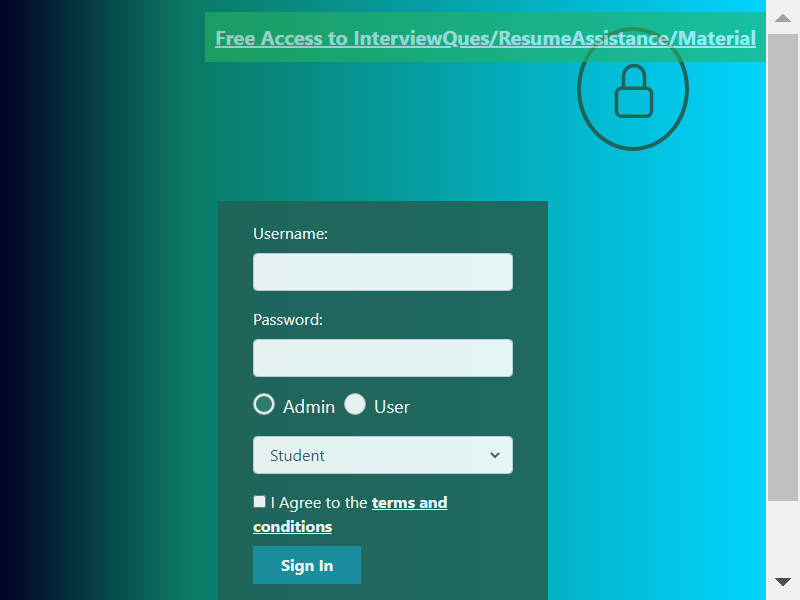 Free Access to InterviewQues/ResumeAssistance/Material
Username:
Password:
Admin User
Student
I Agree to the terms and
conditions
Sign In